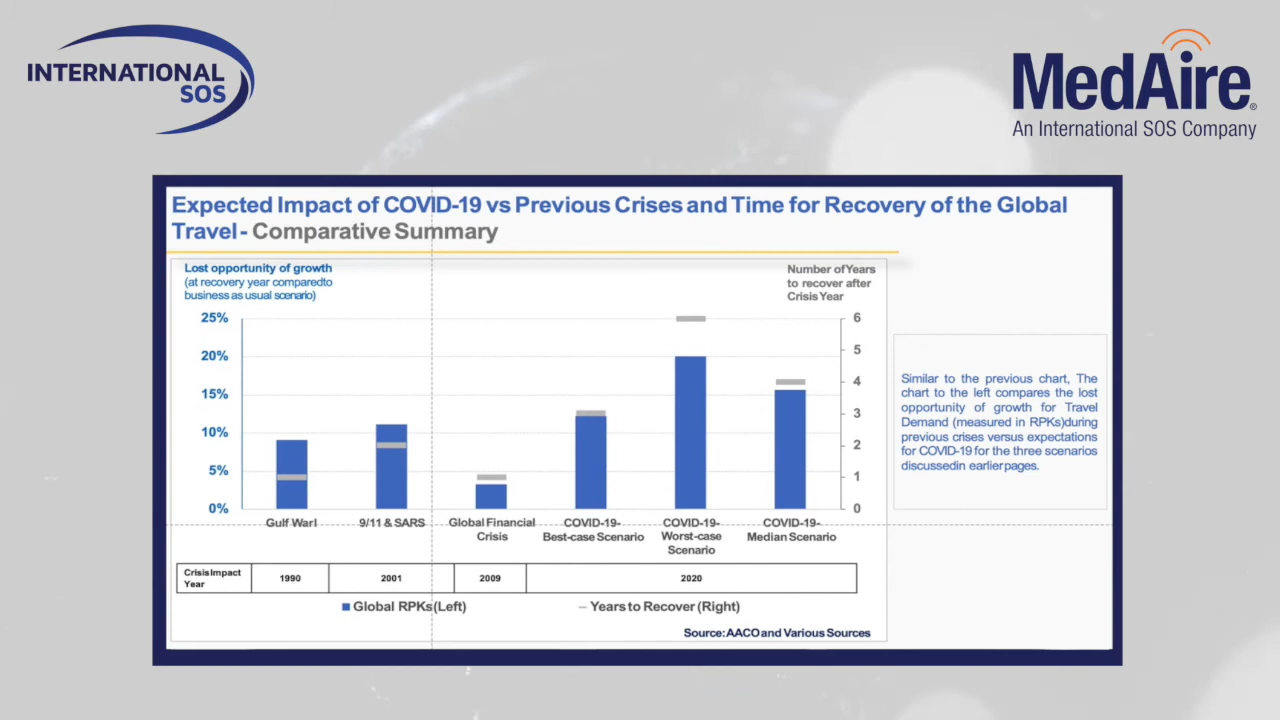 INTERNATIONAL
SOS
MedAire®
An International SOS Company
Expected Impact of COVID-19 vs Previous Crises and Time for Recovery of the Global
Travel - Comparative Summary
Lost opportunity of growth
(at recovery year comparedto
business as usual scenario)
Number of Years
to recover after
Crisis Year
25%
20%
15%
10%
5%
0%
6
5
4
3
2
1
0
Gulf War I
9/11 & SARS
Global Financial
Crisis
COVID-19-
Best-case Scenario
COVID-19-
Worst-case
Scenario
COVID-19-
Median Scenario
Crisis Impact
Year
1990
2001
2009
2020
Global RPKs (Left)
Years to Recover (Right)
Source: AACO and Various Sources
Similar to the previous chart, The
chart to the left compares the lost
opportunity of growth for Travel
Demand (measured in RPKs)during
previous crises versus expectations
for COVID-19 for the three scenarios
discussedin earlier pages.